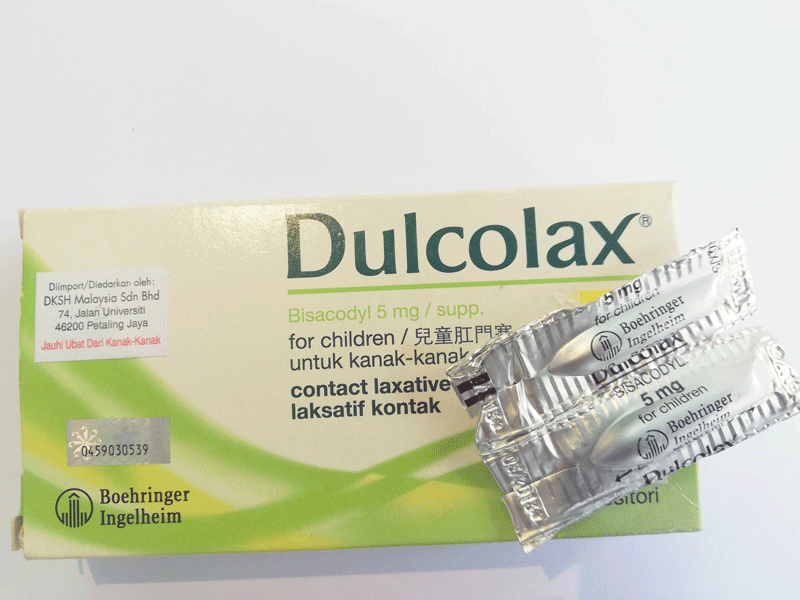 Dulcolax®
Bisacodyl 5 mg / supp.
for children / 兒童肛門塞
untuk kanak-kanak
contact laxative
laksatif kontak
Diimport/Diedarkan oleh:
DKSH Malaysia Sdn Bhd
74, Jalan Universiti
46200 Petaling Jaya
Jauhi Ubat Dari Kanak-Kanak
0459030539
Boehringer
Ingelheim
5 mg
for children
Boehringer
Ingelheim
Dulcolax
BISACODYL
5 mg
for children
Boehringer
Ingelheim
Dulcolax